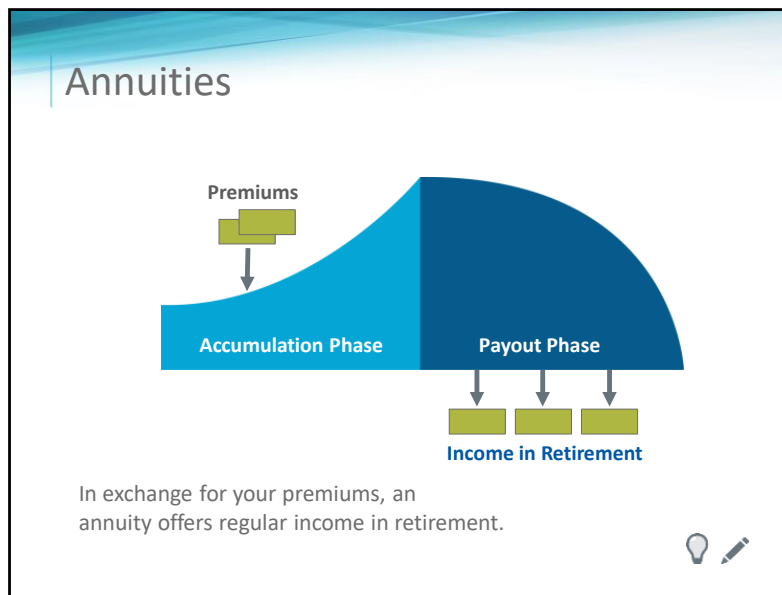 Annuities
Premiums
Accumulation Phase
Payout Phase
Income in Retirement
In exchange for your premiums, an
annuity offers regular income in retirement.